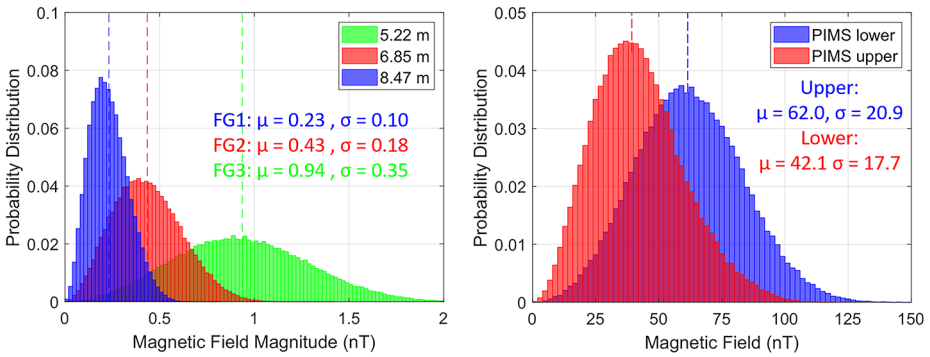 0.1
0.08
0.06
0.04
0.02
0
0
0.5
1
1.5
2
Probability Distribution
Magnetic Field Magnitude (nT)
5.22 m
6.85 m
8.47 m
FG1: μ = 0.23 , σ = 0.10
FG2: μ = 0.43 , σ = 0.18
FG3: μ = 0.94 , σ = 0.35
0.05
0.04
0.03
0.02
0.01
0
0
25
50
75
100
125
150
Probability Distribution
Magnetic Field (nT)
PIMS lower
PIMS upper
Upper:
μ = 62.0, σ = 20.9
Lower:
μ = 42.1 σ = 17.7